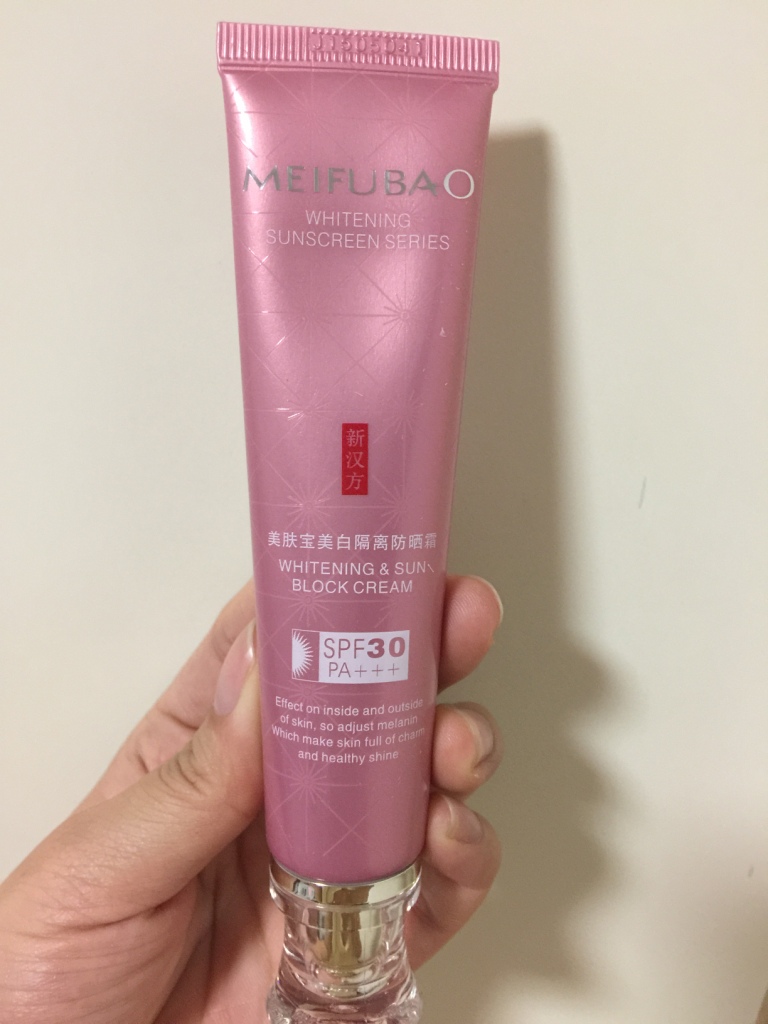 MEIFUBAO
WHITENING
SUNSCREEN SERIES
新汉方
美肤宝美白隔离防晒霜
WHITENING & SUN
BLOCK CREAM
SPF30
PA+++
Effect on inside and outside
of skin, so adjust melanin
Which make skin full of charm
and healthy shine